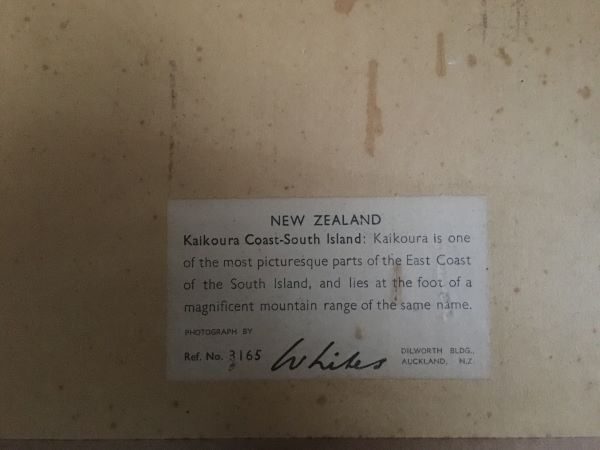 NEW ZEALAND
Kaikoura Coast-South Island: Kaikoura is one
of the most picturesque parts of the East Coast
of the South Island, and lies at the foot of a
magnificent mountain range of the same name.
PHOTOGRAPH BY
Ref. No. 3165 Whites DILWORTH BLDG.,
AUCKLAND, N.Z.